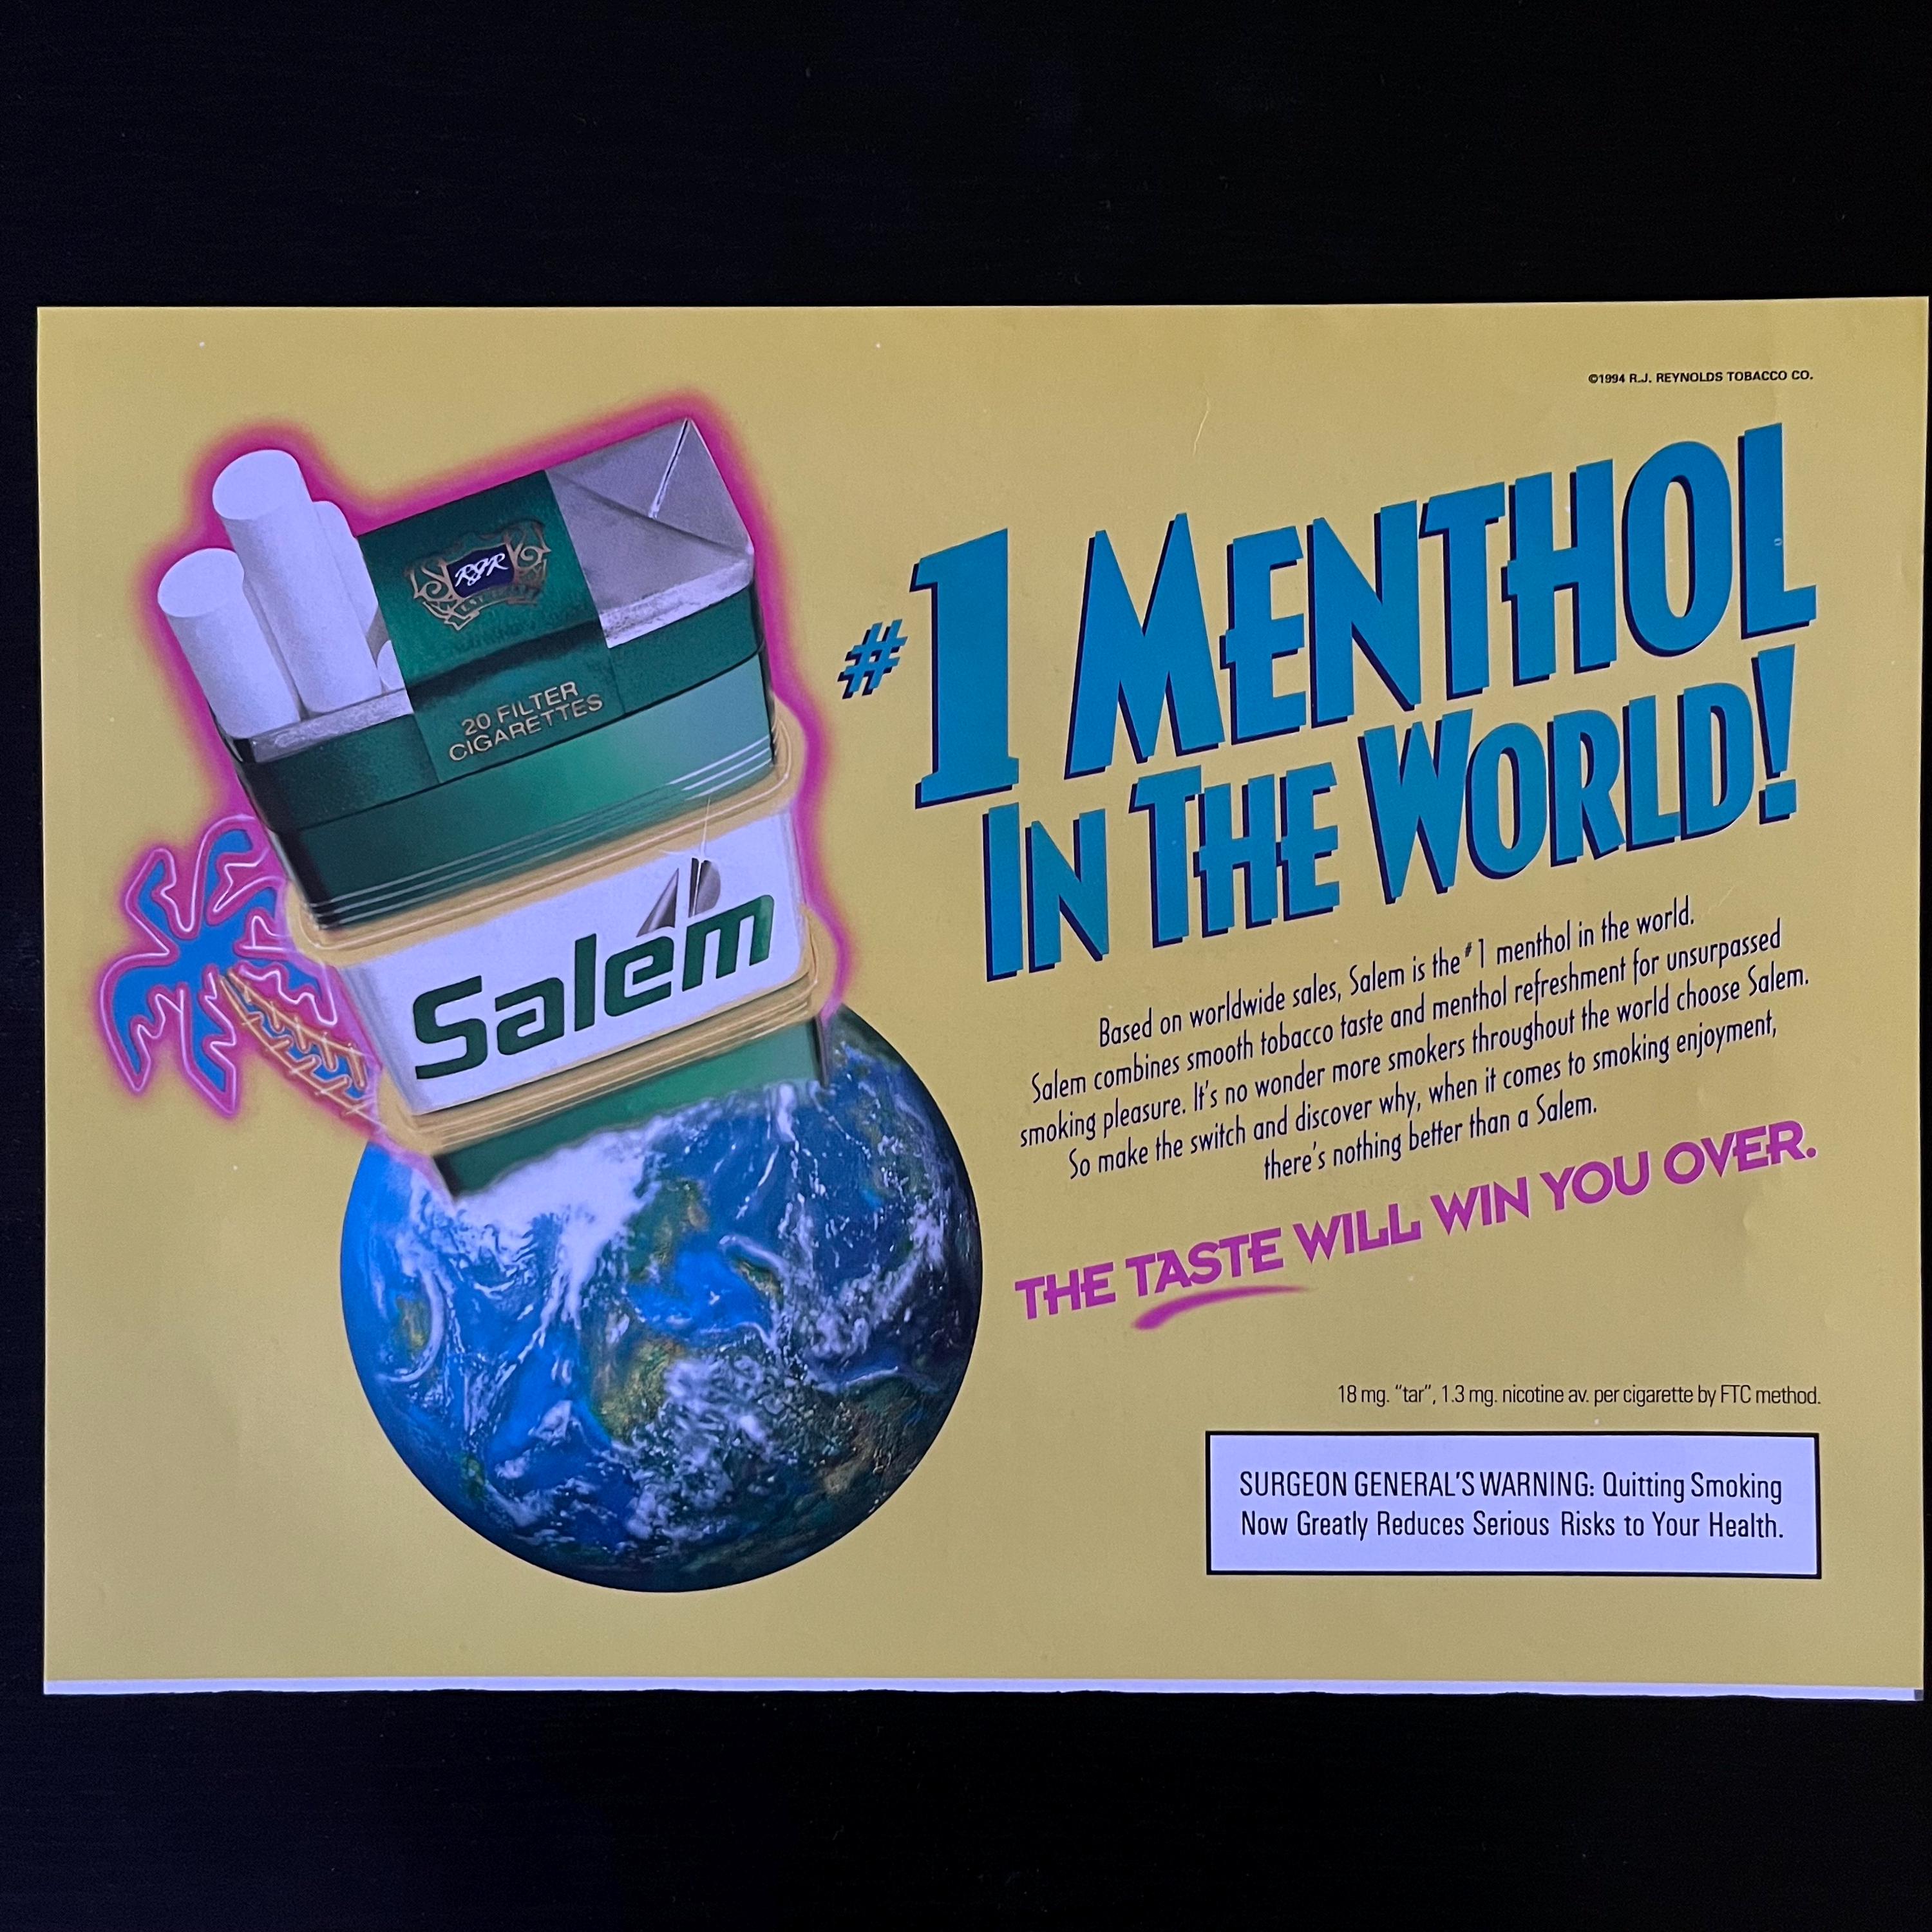 ©1994 R.J. REYNOLDS TOBACCO CO.
RJR
20 FILTER
CIGARETTES
Salem
#1 MENTHOL
IN THE WORLD!
Based on worldwide sales, Salem is the #1 menthol in the world.
Salem combines smooth tobacco taste and menthol refreshment for unsurpassed
smoking pleasure. It's no wonder more smokers throughout the world choose Salem.
So make the switch and discover why, when it comes to smoking enjoyment,
there's nothing better than a Salem.
THE TASTE WILL WIN YOU OVER.
18 mg. "tar", 1.3 mg. nicotine av. per cigarette by FTC method.
SURGEON GENERAL'S WARNING: Quitting Smoking
Now Greatly Reduces Serious Risks to Your Health.